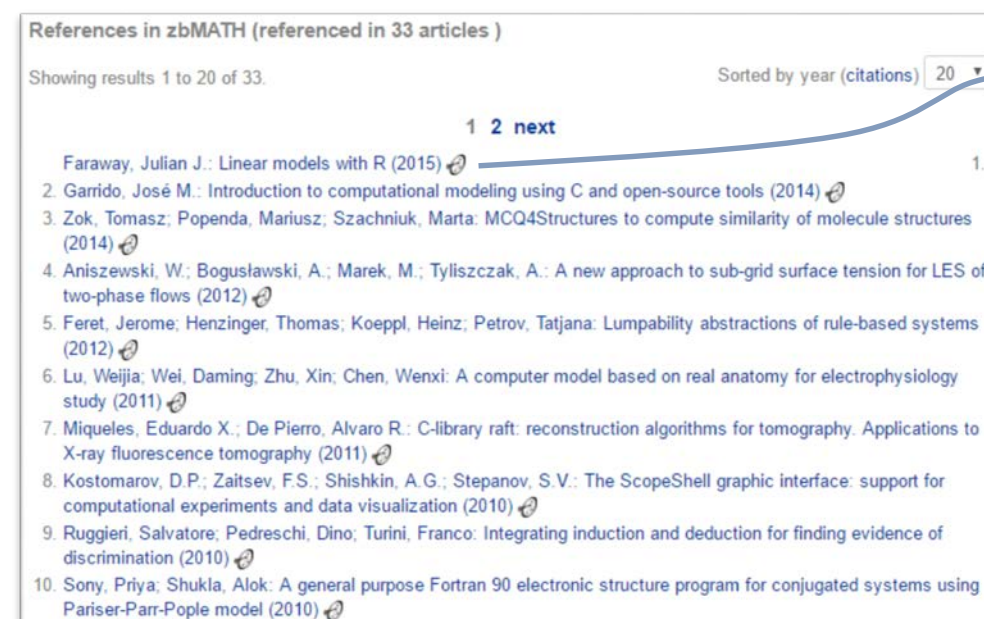 References in zbMATH (referenced in 33 articles )
Showing results 1 to 20 of 33.
Sorted by year (citations) 20
1 2 next
Faraway, Julian J.: Linear models with R (2015)
1.
2. Garrido, José M.: Introduction to computational modeling using C and open-source tools (2014)
3. Zok, Tomasz; Popenda, Mariusz; Szachniuk, Marta: MCQ4Structures to compute similarity of molecule structures
(2014)
4. Aniszewski, W.; Bogusławski, A.; Marek, M.; Tyliszczak, A.: A new approach to sub-grid surface tension for LES of
two-phase flows (2012)
5. Feret, Jerome; Henzinger, Thomas; Koeppl, Heinz; Petrov, Tatjana: Lumpability abstractions of rule-based systems
(2012)
6. Lu, Weijia; Wei, Daming; Zhu, Xin; Chen, Wenxi: A computer model based on real anatomy for electrophysiology
study (2011)
7. Miqueles, Eduardo X.; De Pierro, Alvaro R.: C-library raft: reconstruction algorithms for tomography. Applications to
X-ray fluorescence tomography (2011)
8. Kostomarov, D.P.; Zaitsev, F.S.; Shishkin, A.G.; Stepanov, S.V.: The ScopeShell graphic interface: support for
computational experiments and data visualization (2010)
9. Ruggieri, Salvatore; Pedreschi, Dino; Turini, Franco: Integrating induction and deduction for finding evidence of
discrimination (2010)
10. Sony, Priya; Shukla, Alok: A general purpose Fortran 90 electronic structure program for conjugated systems using
Pariser-Parr-Pople model (2010)